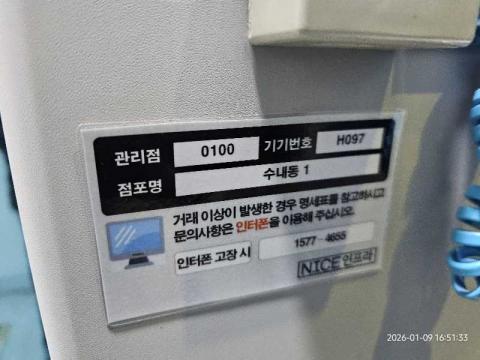 관리점 0100 기기번호 H097
점포명 수내동 1
거래 이상이 발생한 경우 명세표를 참고하시고
문의사항은 인터폰을 이용해 주십시오.
인터폰 고장 시 1577 - 4655
NICE 인프라
2026-01-09 16:51:33